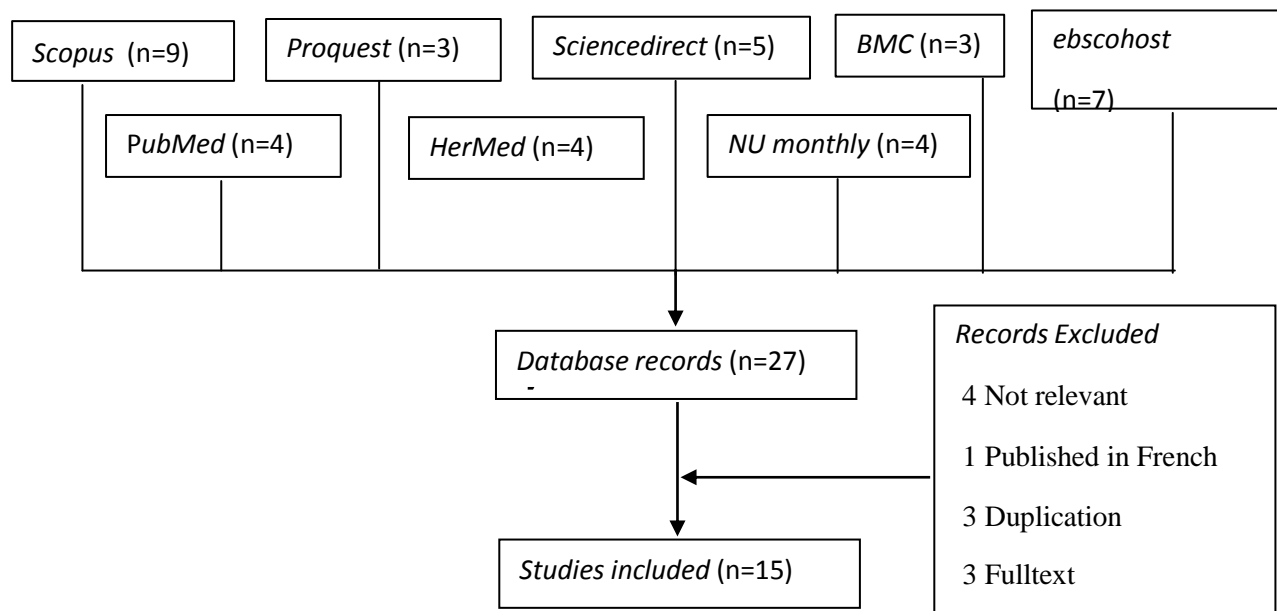 Scopus (n=9)
Proquest (n=3)
Sciencedirect (n=5)
BMC (n=3)
ebscohost
(n=7)
PubMed (n=4)
HerMed (n=4)
NU monthly (n=4)
Database records (n=27)
Records Excluded
4 Not relevant
1 Published in French
3 Duplication
3 Fulltext
Studies included (n=15)